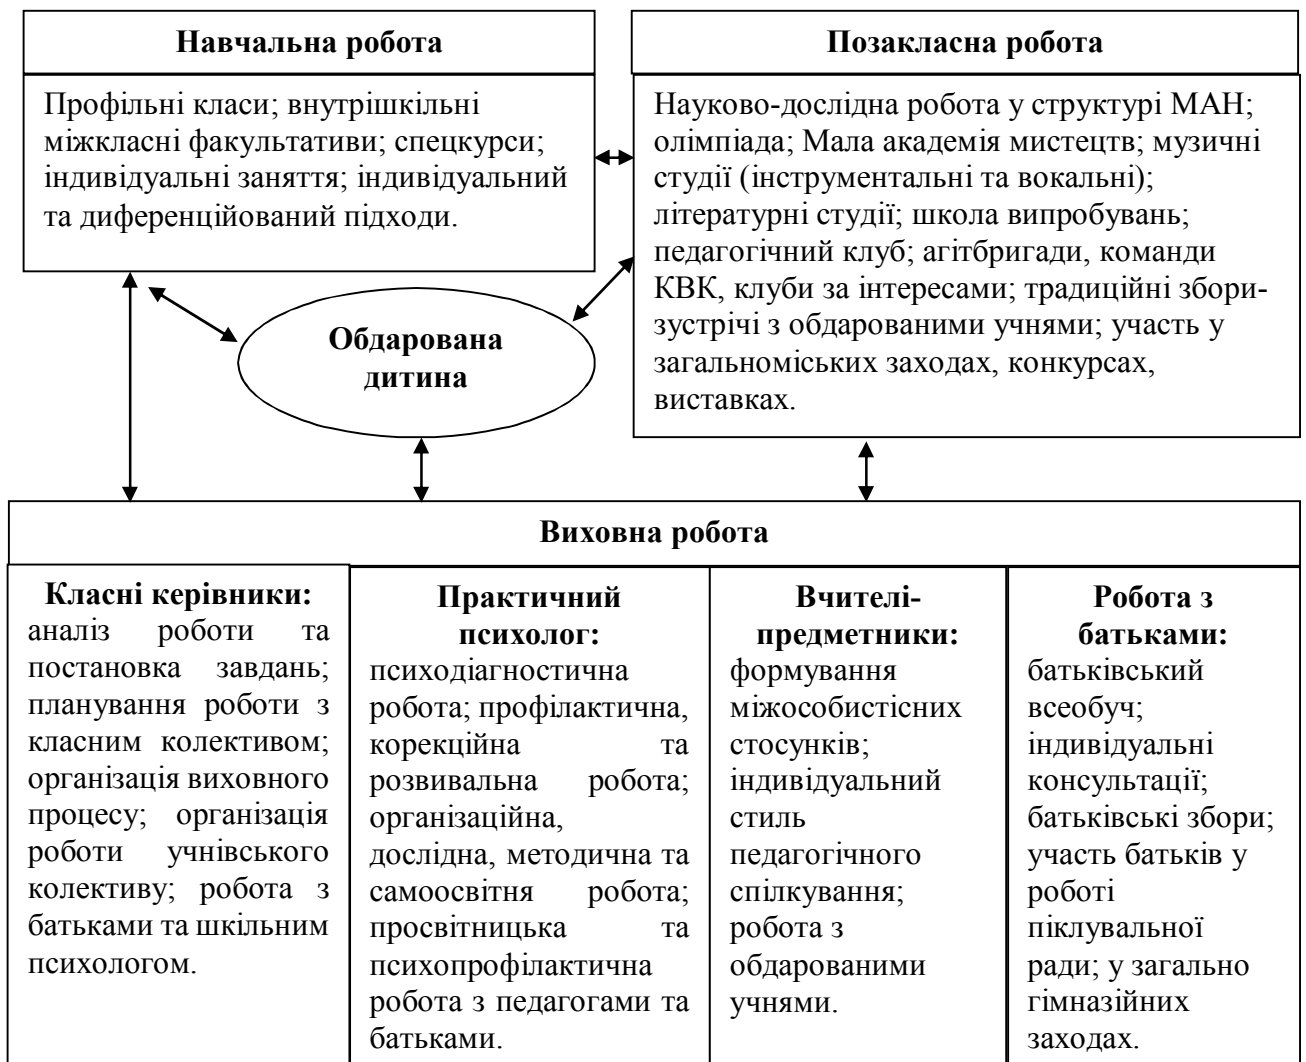 Навчальна робота
Профільні класи; внутрішкільні
міжкласні факультативи; спецкурси;
індивідуальні заняття; індивідуальний
та диференційований підходи.
Позакласна робота
Науково-дослідна робота у структурі МАН;
олімпіада; Мала академія мистецтв; музичні
студії (інструментальні та вокальні);
літературні студії; школа випробувань;
педагогічний клуб; агітбригади, команди
КВК, клуби за інтересами; традиційні збори-
зустрічі з обдарованими учнями; участь у
загальноміських заходах, конкурсах,
виставках.
Обдарована
дитина
Виховна робота
Класні керівники:
аналіз роботи та
постановка завдань;
планування роботи з
класним колективом;
організація виховного
процесу; організація
роботи учнівського
колективу; робота з
батьками та шкільним
психологом.
Практичний
психолог:
психодіагностична
робота; профілактична,
корекційна та
розвивальна робота;
організаційна,
дослідна, методична та
самоосвітня робота;
просвітницька та
психопрофілактична
робота з педагогами та
батьками.
Вчителі-
предметники:
формування
міжособистісних
стосунків;
індивідуальний
стиль
педагогічного
спілкування;
робота з
обдарованими
учнями.
Робота з
батьками:
батьківський
всеобуч;
індивідуальні
консультації;
батьківські збори;
участь батьків у
роботі
піклувальної
ради; у загально
гімназійних
заходах.